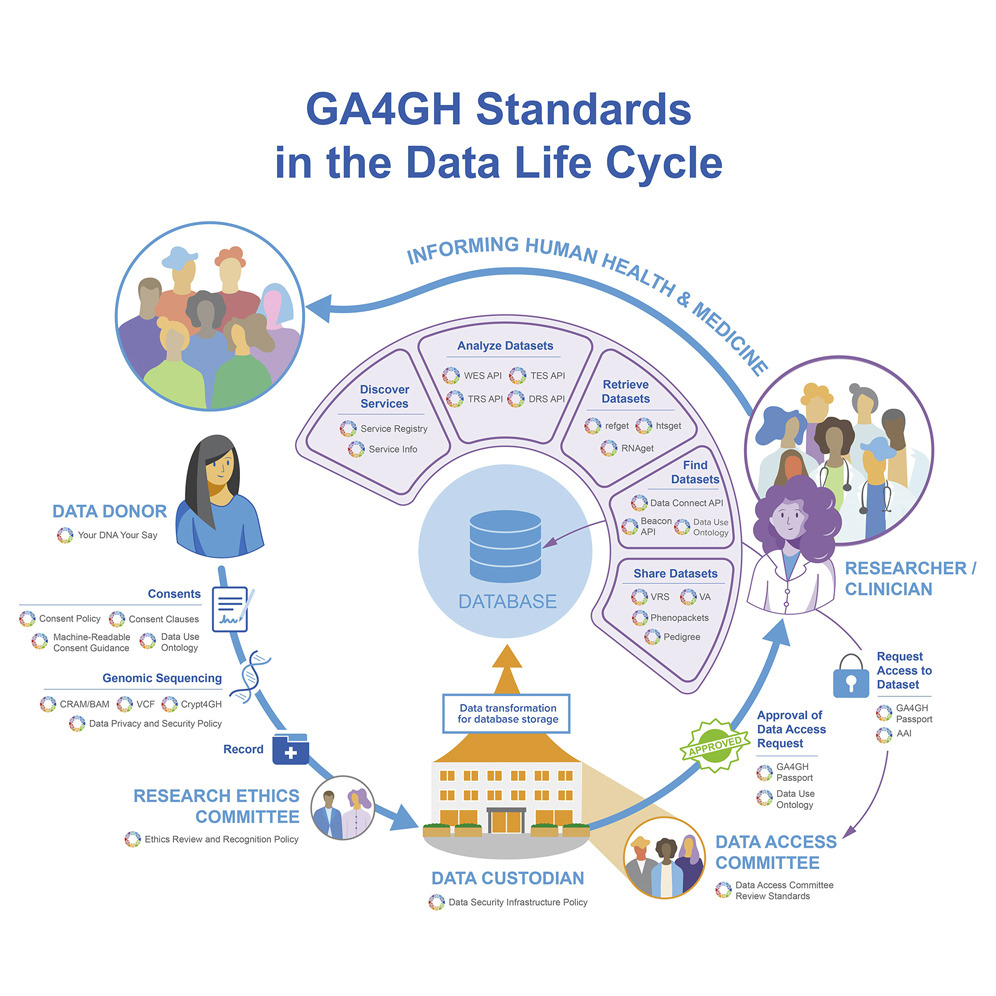 GA4GH Standards
in the Data Life Cycle
INFORMING HUMAN HEALTH & MEDICINE
Analyze Datasets
WES API
TES API
TRS API
DRS API
Discover
Services
Service Registry
Service Info
Retrieve
Datasets
refget
htsget
RNAget
Find
Datasets
Data Connect API
Beacon
API
Data Use
Ontology
Share Datasets
VRS
VA
Phenopackets
Pedigree
DATABASE
DATA DONOR
Your DNA Your Say
Consents
Consent Policy
Consent Clauses
Machine-Readable
Consent Guidance
Data Use
Ontology
Genomic Sequencing
CRAM/BAM
VCF
Crypt4GH
Data Privacy and Security Policy
Record
RESEARCH ETHICS
COMMITTEE
Ethics Review and Recognition Policy
Data transformation
for database storage
DATA CUSTODIAN
Data Security Infrastructure Policy
RESEARCHER /
CLINICIAN
Request
Access to
Dataset
GA4GH
Passport
AAI
APPROVED
Approval of
Data Access
Request
GA4GH
Passport
Data Use
Ontology
DATA ACCESS
COMMITTEE
Data Access Committee
Review Standards